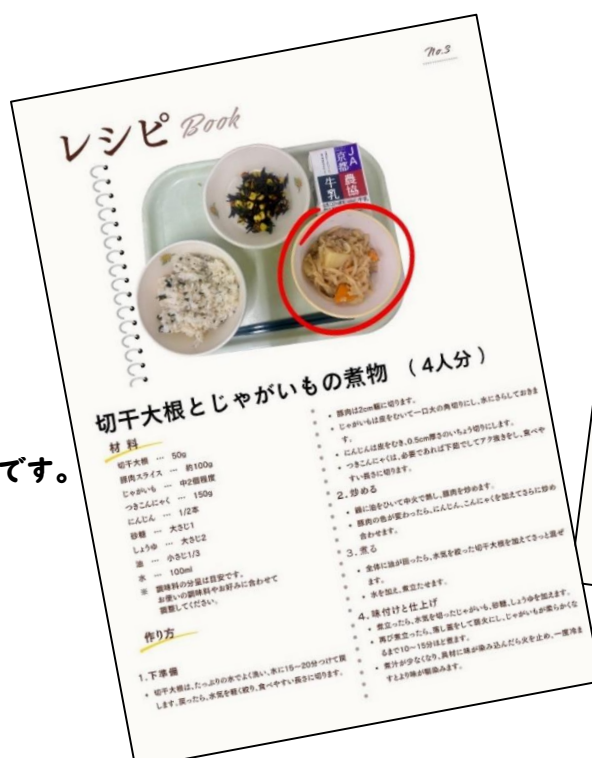 No.3
レシピ Book
JA
京都
農協
牛乳
切干大根とじゃがいもの煮物 （4人分）
材 料
切干大根 … 50g
豚肉スライス … 約100g
じゃがいも … 中2個程度
つきこんにゃく … 150g
にんじん … 1/2本
砂糖 … 大さじ1
しょうゆ … 大さじ2
油 … 小さじ1/3
水 … 100ml
※ 調味料の分量は目安です。
お使いの調味料やお好みに合わせて
調整してください。
作り方
1.下準備
• 切干大根は、たっぷりの水でよく洗い、水に15～20分つけて戻
します。戻ったら、水気を軽く絞り、食べやすい長さに切ります。
• 豚肉は2cm幅に切ります。
• じゃがいもは皮をむいて一口大の角切りにし、水にさらしておきま
す。
• にんじんは皮をむき、0.5cm厚さのいちょう切りにします。
• つきこんにゃくは、必要であれば下茹でしてアク抜きをし、食べや
すい長さに切ります。
2.炒める
• 鍋に油をひいて中火で熱し、豚肉を炒めます。
• 豚肉の色が変わったら、にんじん、こんにゃくを加えてさらに炒め
合わせます。
3.煮る
• 全体に油が回ったら、水気を絞った切干大根を加えてさっと混ぜ
ます。
• 水を加え、煮立たせます。
4.味付けと仕上げ
• 煮立ったら、水気を切ったじゃがいも、砂糖、しょうゆを加えます。
• 再び煮立ったら、落し蓋をして弱火にし、じゃがいもが柔らかくな
るまで10～15分ほど煮ます。
• 煮汁が少なくなり、具材に味が染み込んだら火を止め、一度冷ま
すとより味が馴染みます。
です。